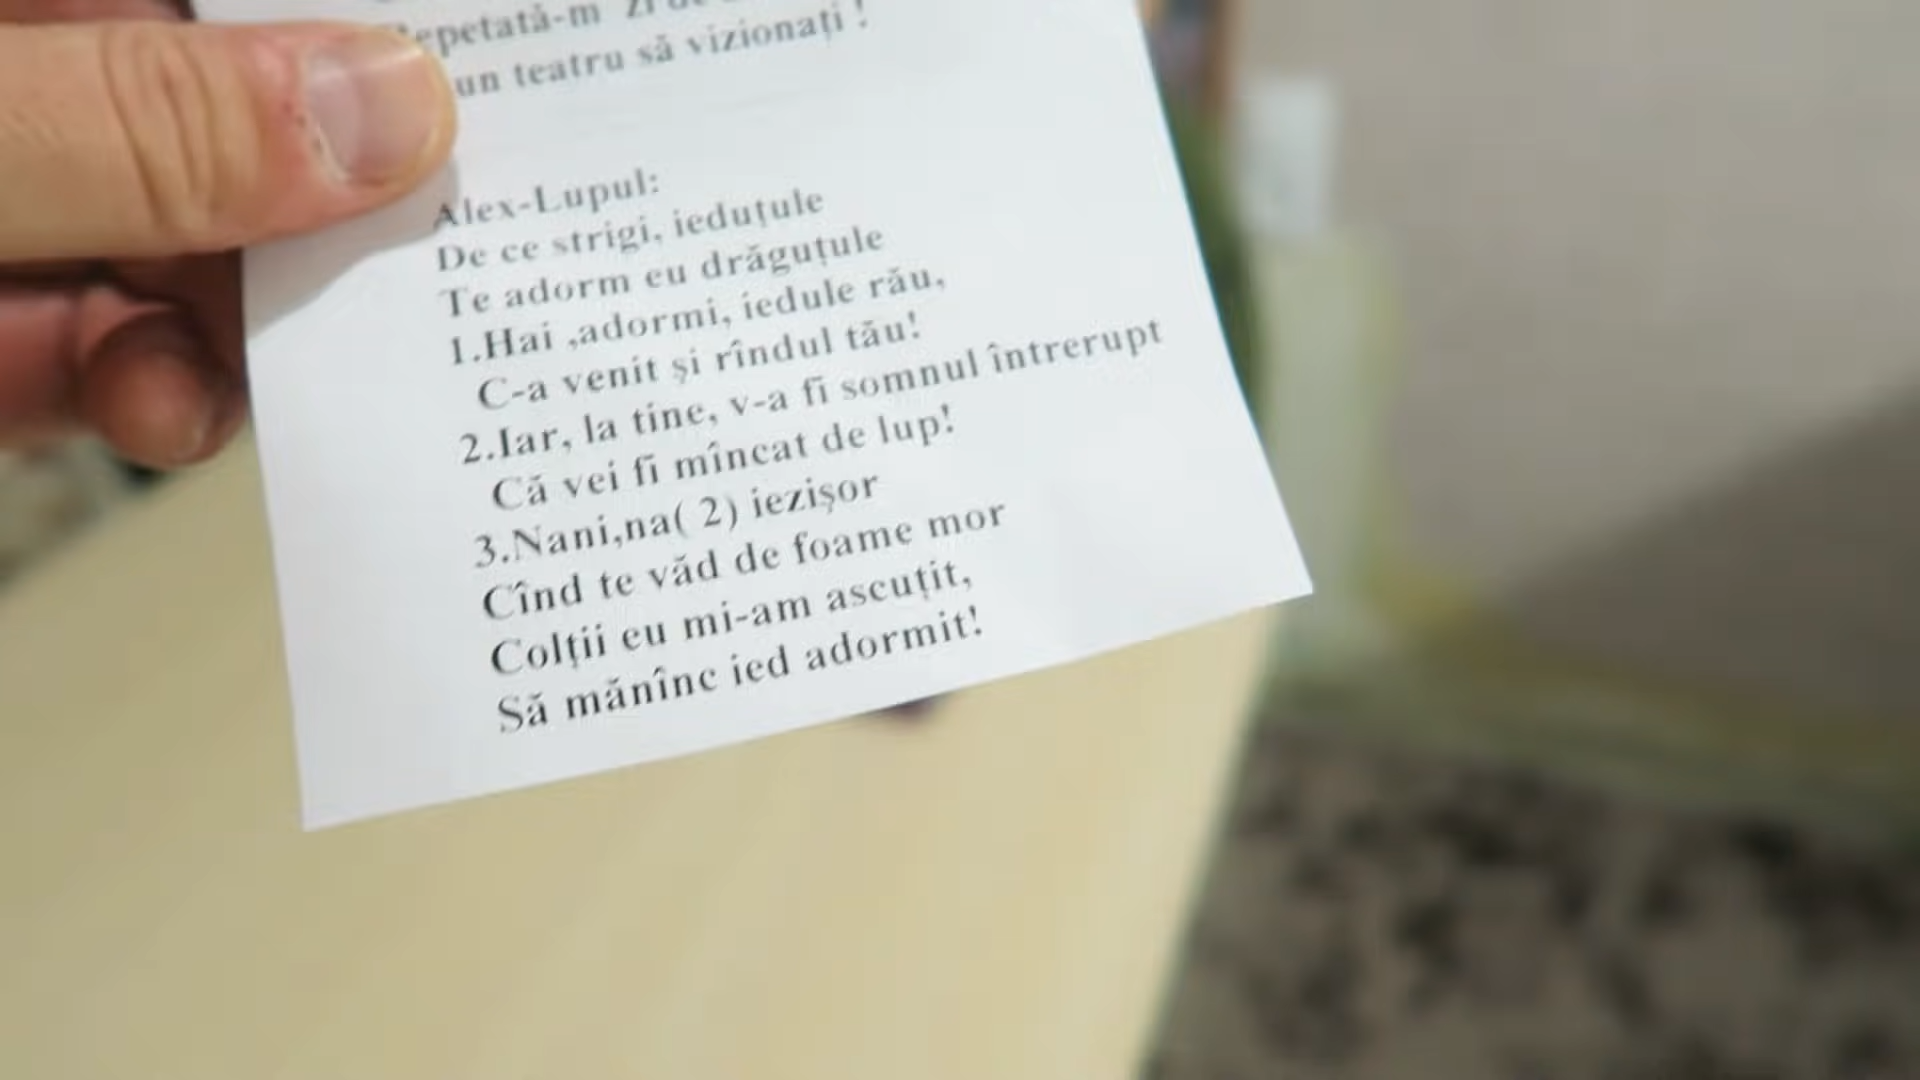 un teatru să vizionați !
Alex-Lupul:
De ce strigi, ieduțule
Te adorm eu drăguțule
1.Hai ,adormi, iedule rău,
C-a venit și rîndul tău!
2.Iar, la tine, v-a fi somnul întrerupt
Că vei fi mîncat de lup!
3.Nani,na( 2) iezișor
Cînd te văd de foame mor
Colții eu mi-am ascuțit,
Să mănînc ied adormit!